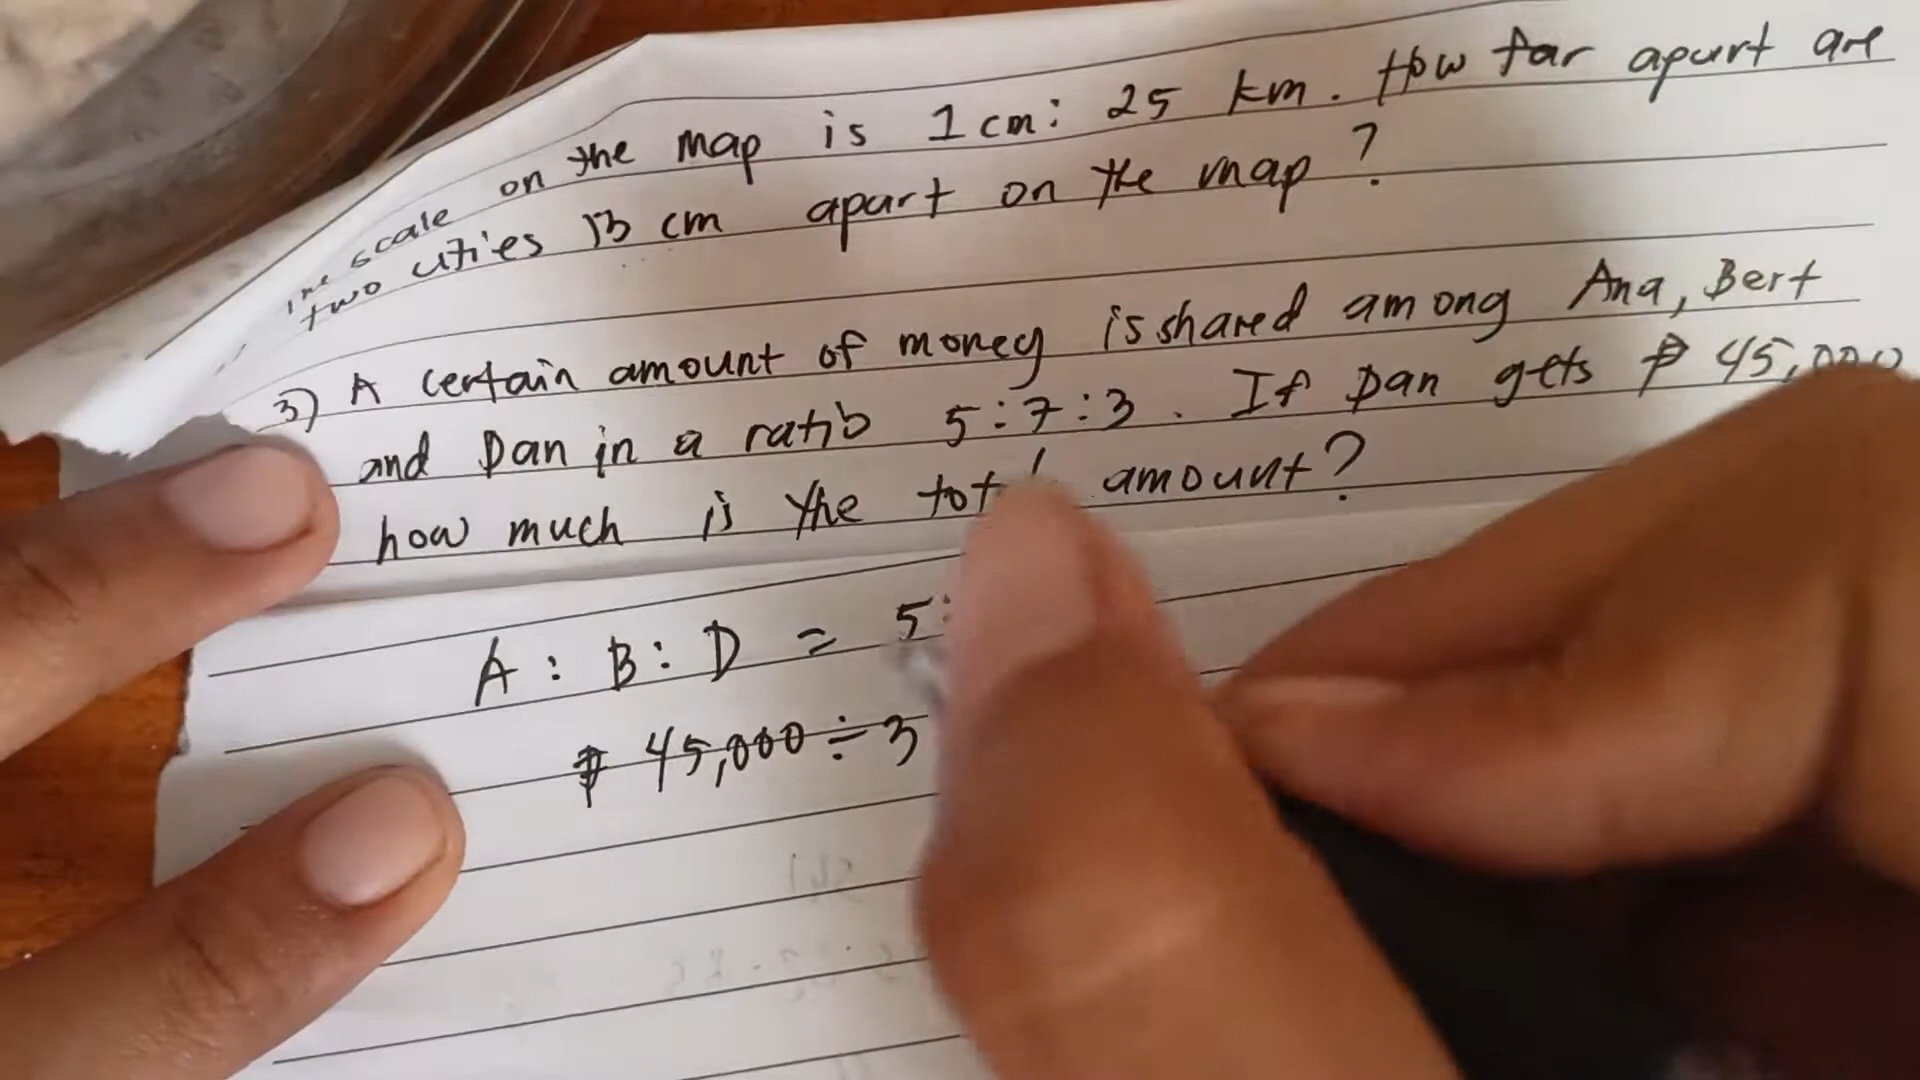 the scale on the map is 1 cm : 25 km. How far apart are
two cities 13 cm apart on the map?
3) A certain amount of money is shared among Ana, Bert
and Dan in a ratio 5:7:3. If Dan gets ₱ 45,000
how much is the total amount?
A : B : D = 5:
₱ 45,000 ÷ 3